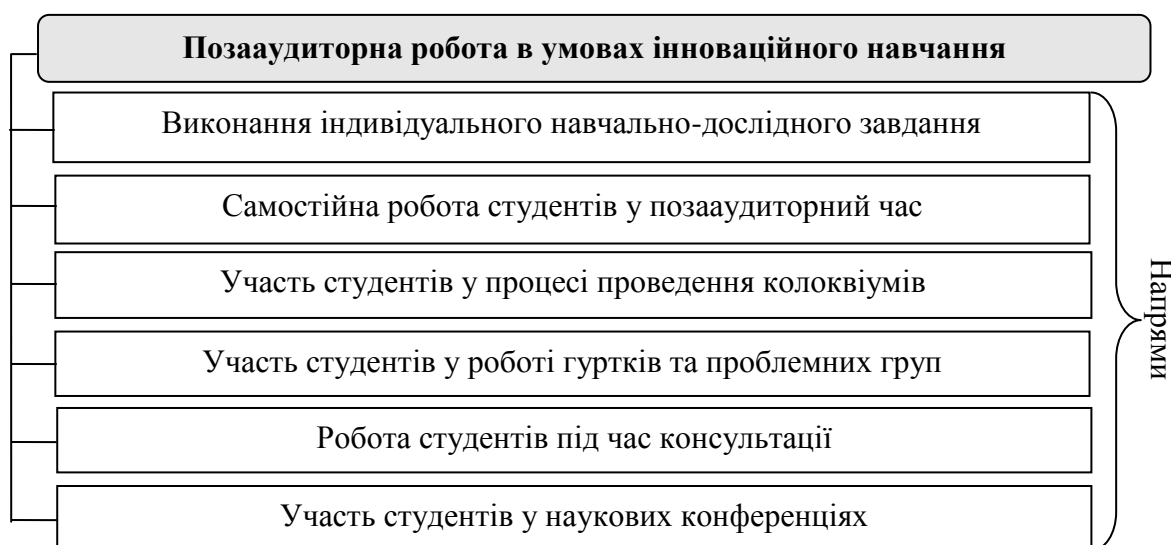 Позааудиторна робота в умовах інноваційного навчання
Виконання індивідуального навчально-дослідного завдання
Самостійна робота студентів у позааудиторний час
Участь студентів у процесі проведення колоквіумів
Участь студентів у роботі гуртків та проблемних груп
Робота студентів під час консультації
Участь студентів у наукових конференціях
Напрями